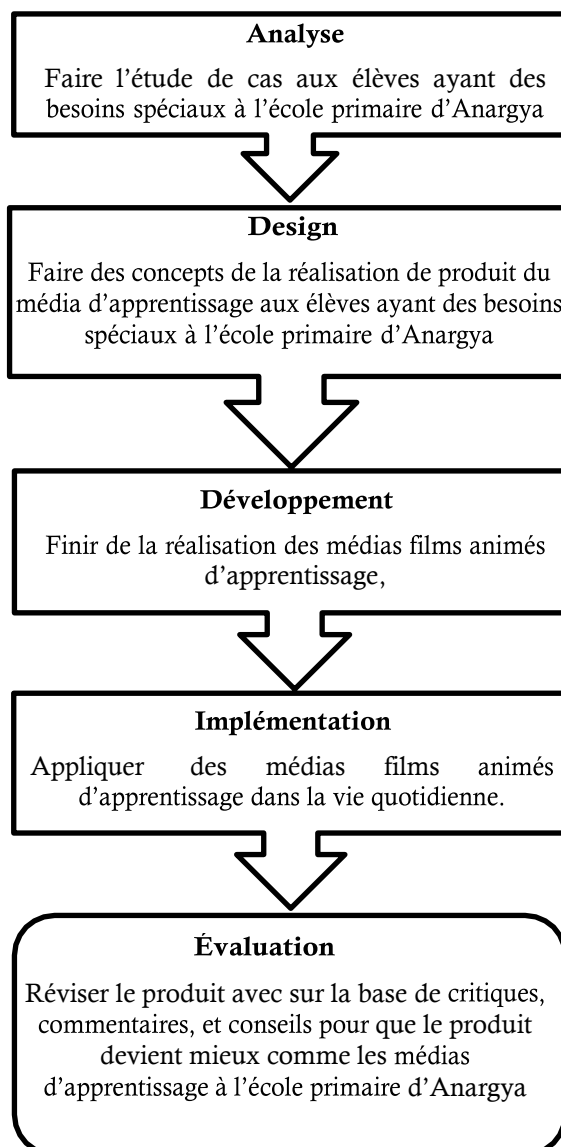 Analyse
Faire l'étude de cas aux élèves ayant des
besoins spéciaux à l'école primaire d'Anargya
Design
Faire des concepts de la réalisation de produit du
média d'apprentissage aux élèves ayant des besoins
spéciaux à l'école primaire d'Anargya
Développement
Finir de la réalisation des médias films animés
d'apprentissage,
Implémentation
Appliquer des médias films animés
d'apprentissage dans la vie quotidienne.
Évaluation
Réviser le produit avec sur la base de critiques,
commentaires, et conseils pour que le produit
devient mieux comme les médias
d'apprentissage à l'école primaire d'Anargya